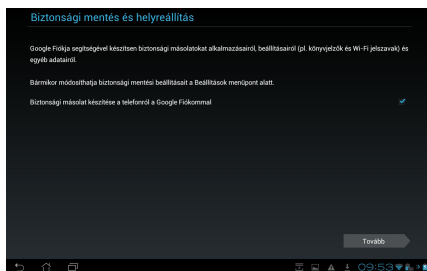 Biztonsági mentés és helyreállítás
Google Fiókja segítségével készítsen biztonsági másolatokat alkalmazásairól, beállításairól (pl. könyvjelzők és Wi-Fi jelszavak) és
egyéb adatairól.
Bármikor módosíthatja biztonsági mentési beállításait a Beállítások menüpont alatt.
Biztonsági másolat készítése a telefonról a Google Fiókommal
Tovább
09:53